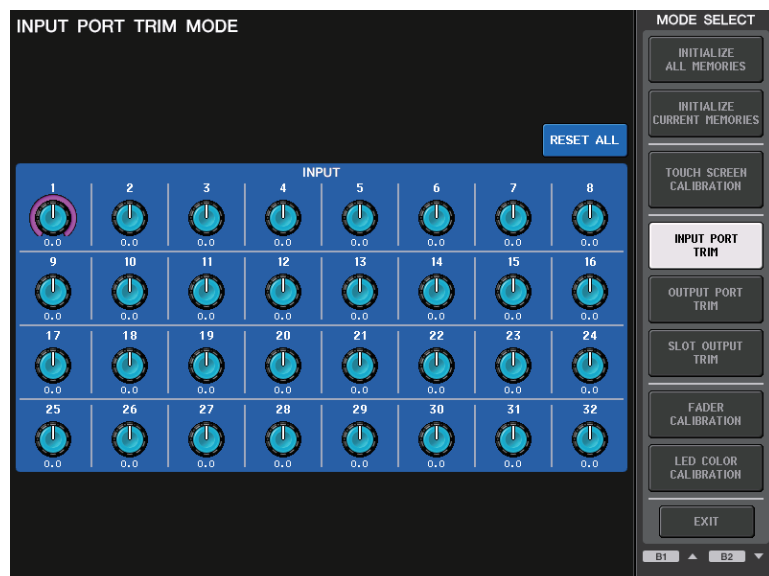 INPUT PORT TRIM MODE
RESET ALL
INPUT
1 2 3 4 5 6 7 8
0.0 0.0 0.0 0.0 0.0 0.0 0.0 0.0
9 10 11 12 13 14 15 16
0.0 0.0 0.0 0.0 0.0 0.0 0.0 0.0
17 18 19 20 21 22 23 24
0.0 0.0 0.0 0.0 0.0 0.0 0.0 0.0
25 26 27 28 29 30 31 32
0.0 0.0 0.0 0.0 0.0 0.0 0.0 0.0
MODE SELECT
INITIALIZE
ALL MEMORIES
INITIALIZE
CURRENT MEMORIES
TOUCH SCREEN
CALIBRATION
INPUT PORT
TRIM
OUTPUT PORT
TRIM
SLOT OUTPUT
TRIM
FADER
CALIBRATION
LED COLOR
CALIBRATION
EXIT
B1 ▲ B2 ▼